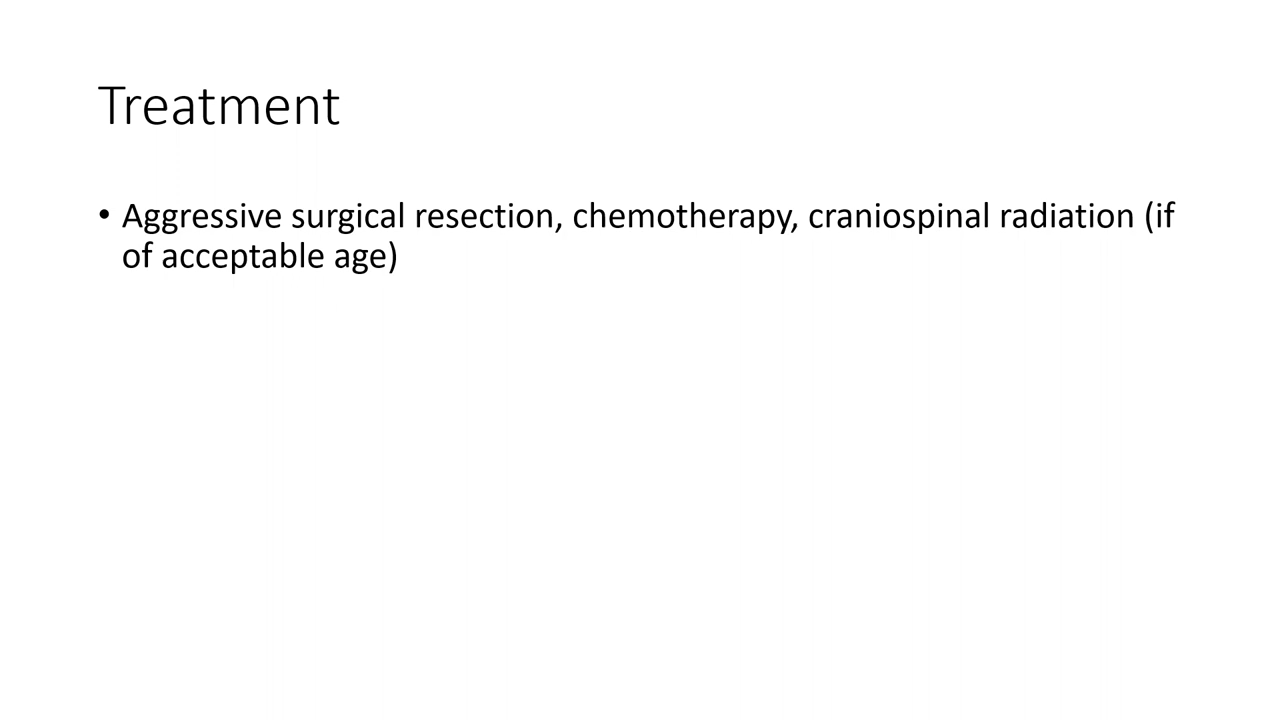 Treatment
• Aggressive surgical resection, chemotherapy, craniospinal radiation (if
of acceptable age)